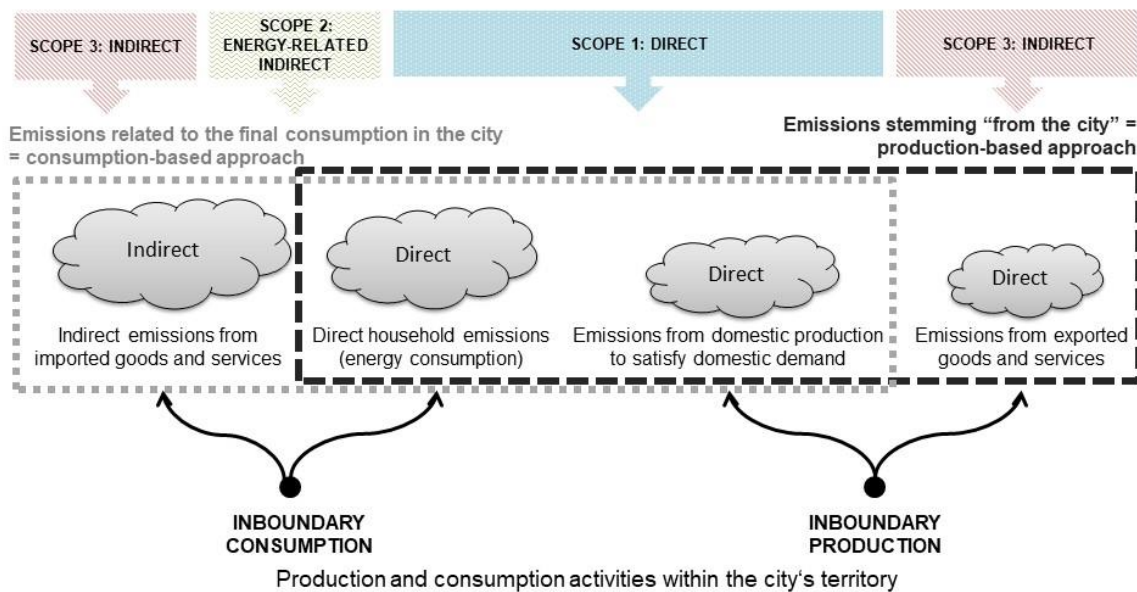 SCOPE 3: INDIRECT
SCOPE 2:
ENERGY-RELATED
INDIRECT
SCOPE 1: DIRECT
SCOPE 3: INDIRECT
Emissions related to the final consumption in the city
= consumption-based approach
Emissions stemming “from the city” =
production-based approach
Indirect
Direct
Direct
Direct
Indirect emissions from
imported goods and services
Direct household emissions
(energy consumption)
Emissions from domestic production
to satisfy domestic demand
Emissions from exported
goods and services
INBOUNDARY
CONSUMPTION
INBOUNDARY
PRODUCTION
Production and consumption activities within the city‘s territory